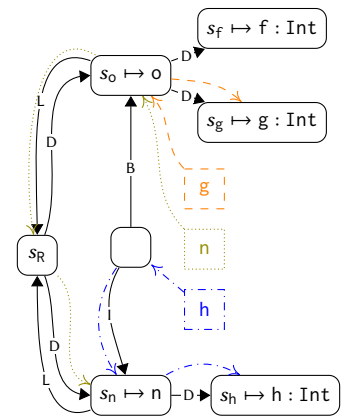 s_f ↦ f : Int
D
s_o ↦ o
D
s_g ↦ g : Int
L
D
B
g
n
s_R
h
I
D
L
s_n ↦ n
D
s_h ↦ h : Int